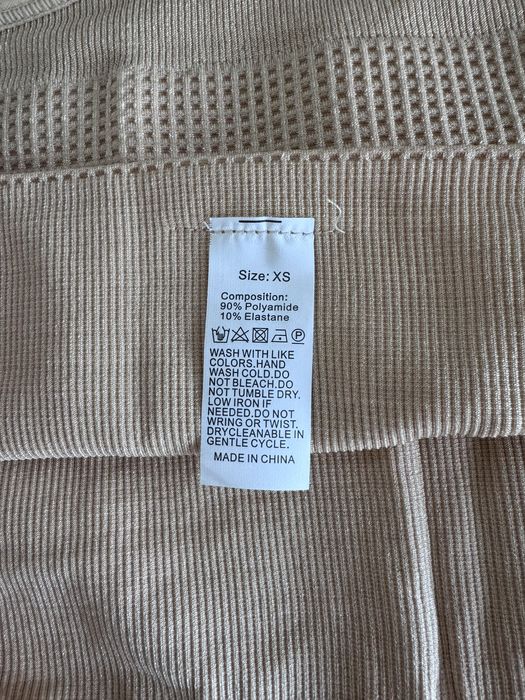 Size: XS
Composition:
90% Polyamide
10% Elastane
P
WASH WITH LIKE
COLORS.HAND
WASH COLD.DO
NOT BLEACH.DO
NOT TUMBLE DRY.
LOW IRON IF
NEEDED.DO NOT
WRING OR TWIST.
DRYCLEANABLE IN
GENTLE CYCLE.
MADE IN CHINA